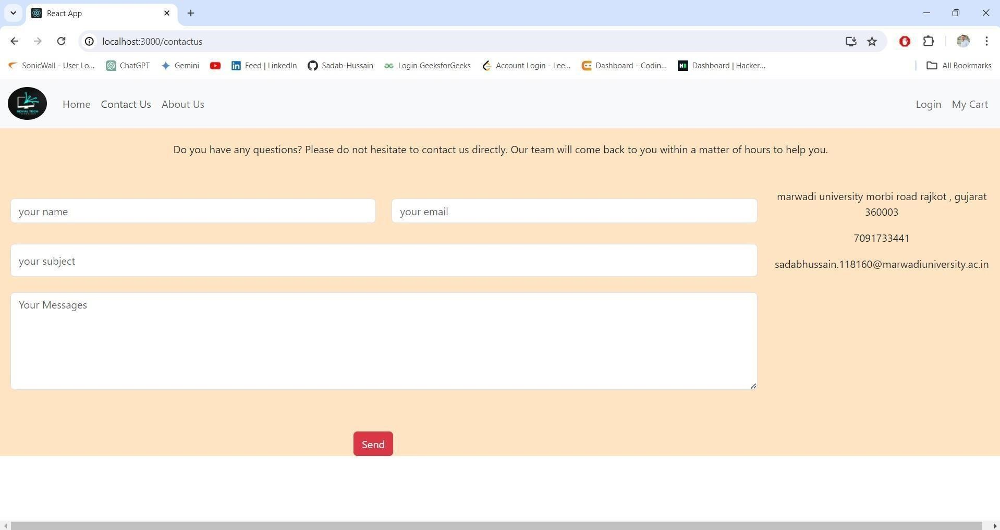 React App
localhost:3000/contactus
SonicWall - User Lo... ChatGPT Gemini Feed | LinkedIn Sadab-Hussain Login GeeksforGeeks Account Login - Lee... Dashboard - Codin... Dashboard | Hacker... All Bookmarks
ROYAL TECH
Home Contact Us About Us Login My Cart
Do you have any questions? Please do not hesitate to contact us directly. Our team will come back to you within a matter of hours to help you.
your name your email
your subject
Your Messages
Send
marwadi university morbi road rajkot , gujarat
360003
7091733441
sadabhussain.118160@marwadiuniversity.ac.in